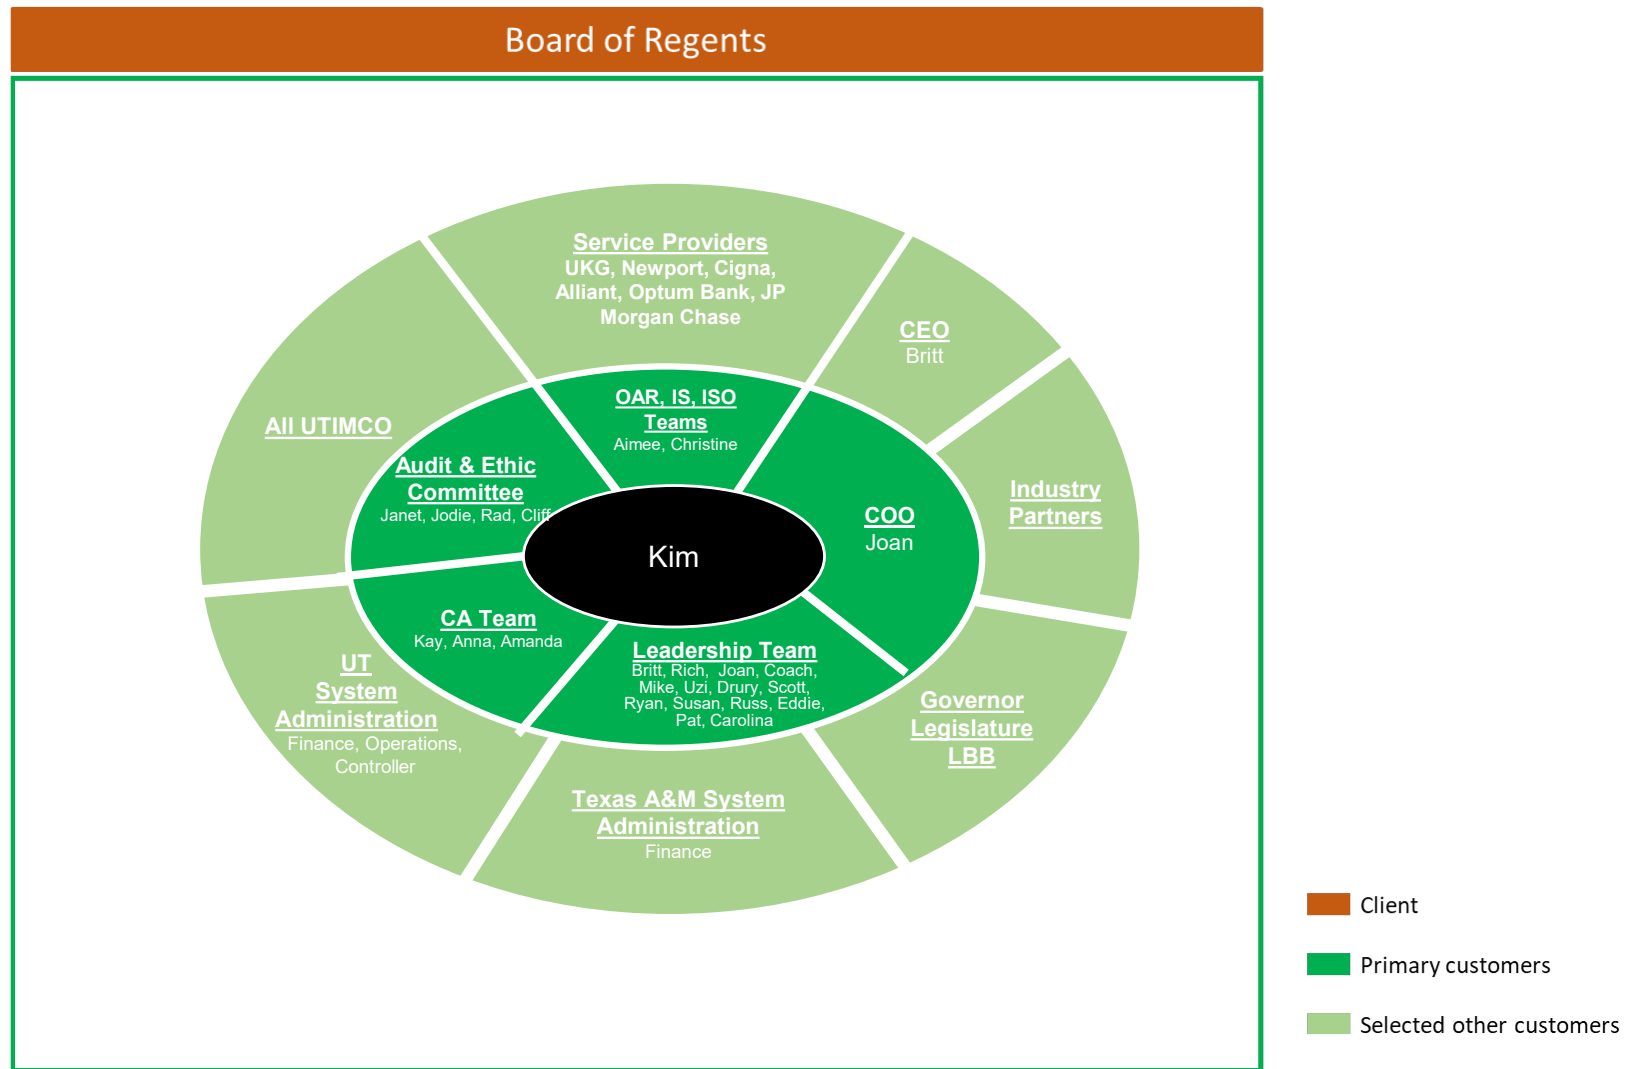 Board of Regents
Service Providers
UKG, Newport, Cigna,
Alliant, Optum Bank, JP
Morgan Chase
CEO
Britt
All UTIMCO
OAR, IS, ISO
Teams
Aimee, Christine
Audit & Ethic
Committee
Janet, Jodie, Rad, Cliff
COO
Joan
Industry
Partners
Kim
CA Team
Kay, Anna, Amanda
Leadership Team
Britt, Rich, Joan, Coach,
Mike, Uzi, Drury, Scott,
Ryan, Susan, Russ, Eddie,
Pat, Carolina
UT
System
Administration
Finance, Operations,
Controller
Governor
Legislature
LBB
Texas A&M System
Administration
Finance
Client
Primary customers
Selected other customers